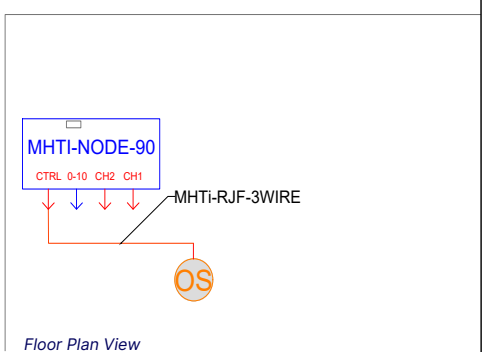 MHTI-NODE-90
CTRL 0-10 CH2 CH1
MHTi-RJF-3WIRE
OS
Floor Plan View